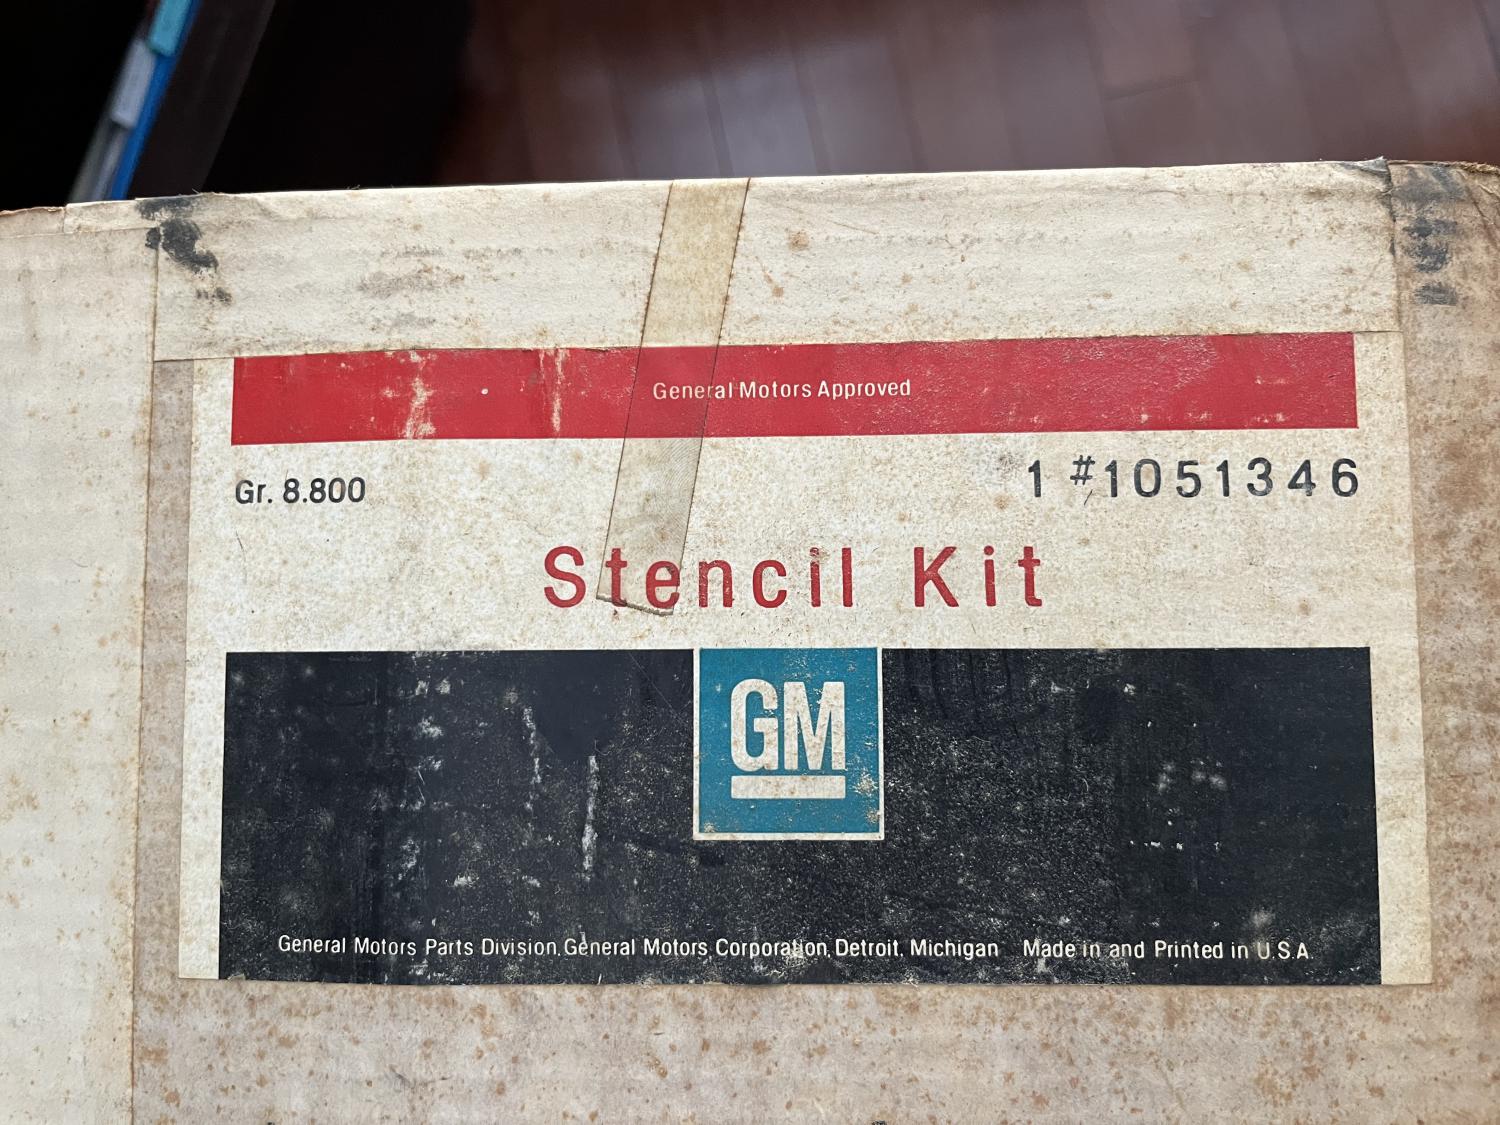 General Motors Approved
Gr. 8.800
1 #1051346
Stencil Kit
GM
General Motors Parts Division, General Motors Corporation, Detroit, Michigan Made in and Printed in U.S.A.